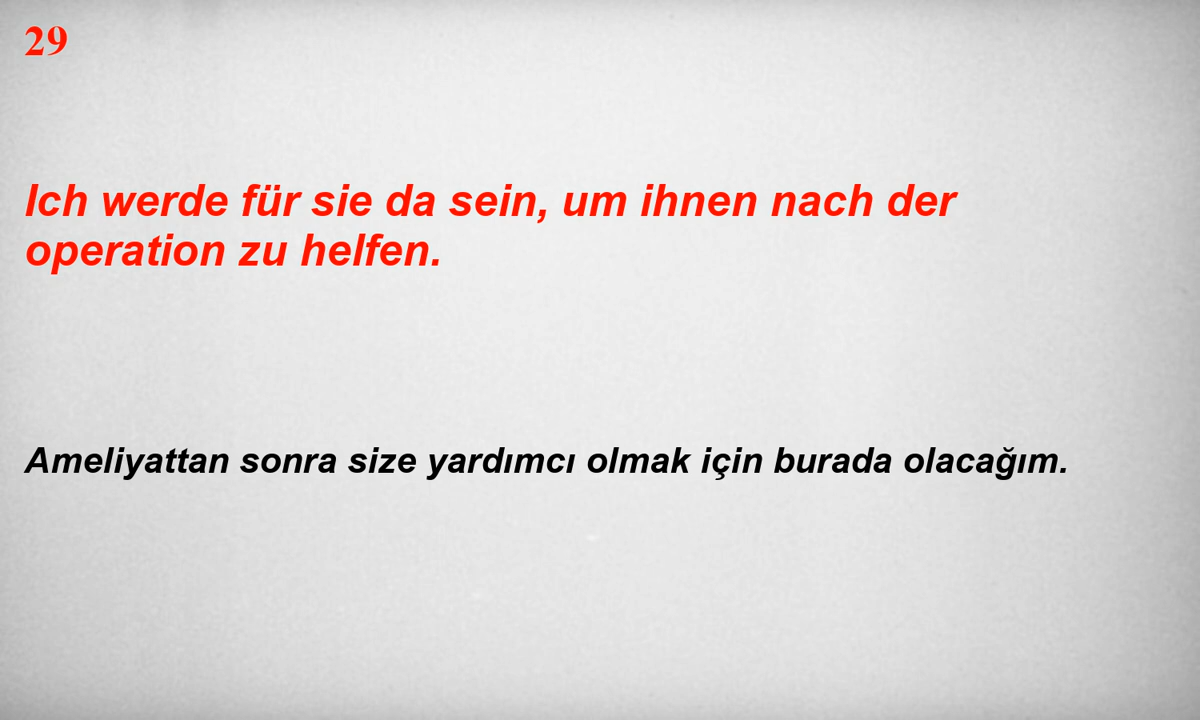 29
Ich werde für sie da sein, um ihnen nach der
operation zu helfen.
Ameliyattan sonra size yardımcı olmak için burada olacağım.